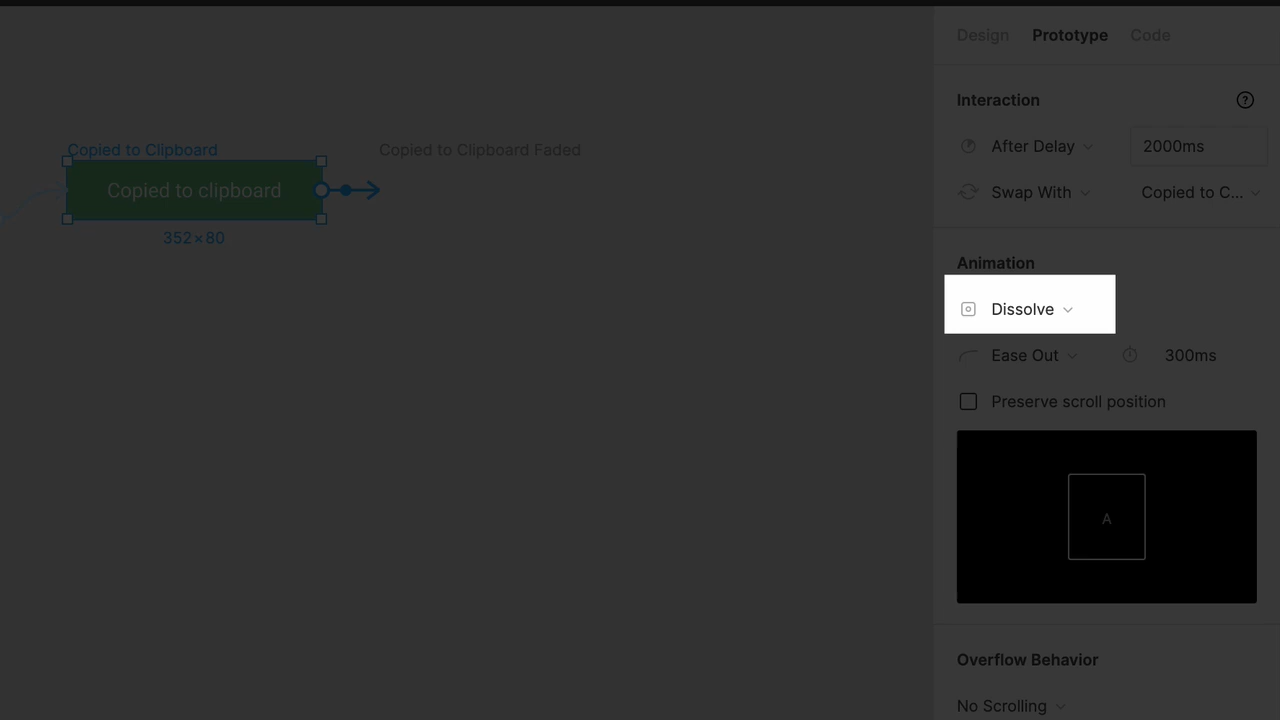 Design Prototype Code
Interaction
After Delay 2000ms
Swap With Copied to C...
Copied to Clipboard
Copied to Clipboard Faded
Copied to clipboard
352×80
Animation
Dissolve
Ease Out 300ms
Preserve scroll position
A
Overflow Behavior
No Scrolling